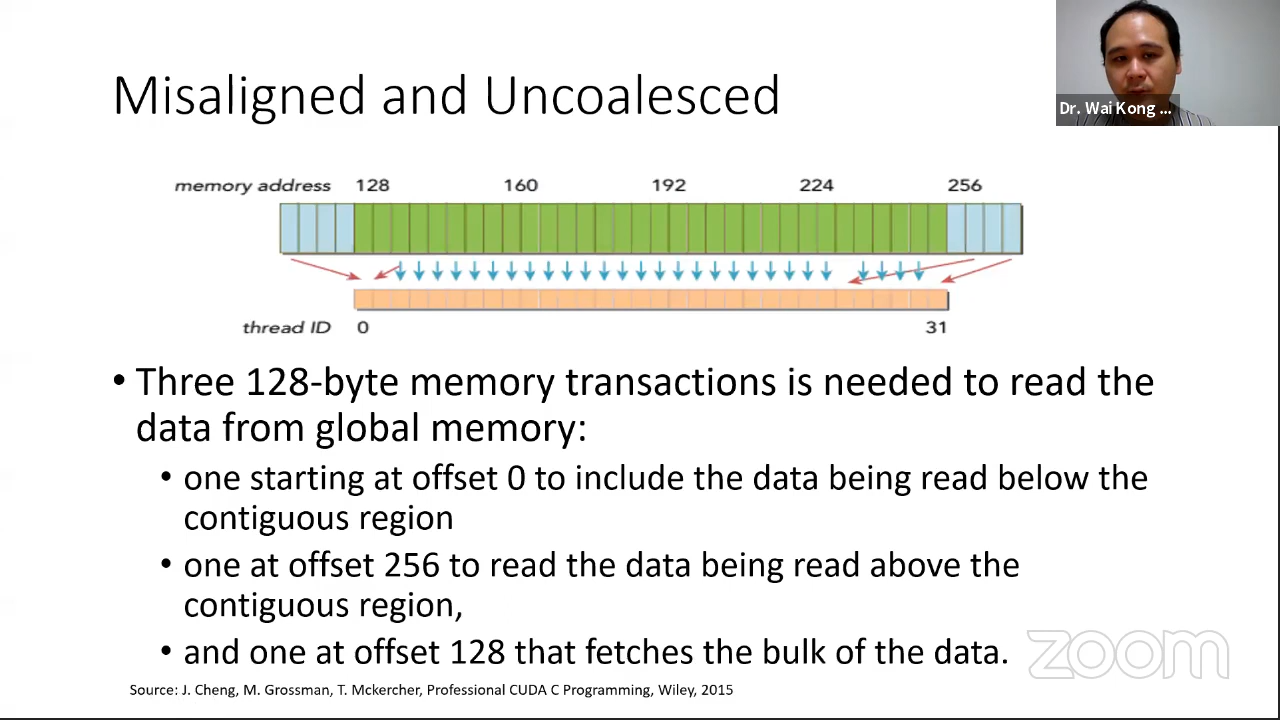 Misaligned and Uncoalesced
Dr. Wai Kong ...
memory address 128 160 192 224 256
thread ID 0 31
• Three 128-byte memory transactions is needed to read the
data from global memory:
• one starting at offset 0 to include the data being read below the
contiguous region
• one at offset 256 to read the data being read above the
contiguous region,
• and one at offset 128 that fetches the bulk of the data.
zoom
Source: J. Cheng, M. Grossman, T. Mckercher, Professional CUDA C Programming, Wiley, 2015